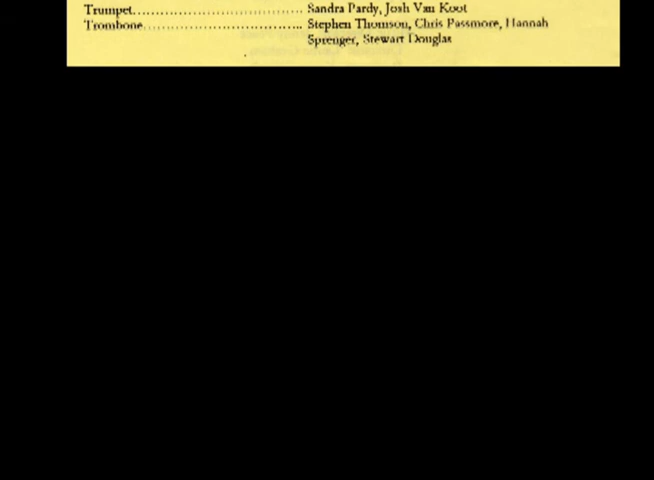 Trumpet........................................ Sandra Pardy, Josh Van Koot
Trombone..................................... Stephen Thomson, Chris Passmore, Hannah
Sprenger, Stewart Douglas